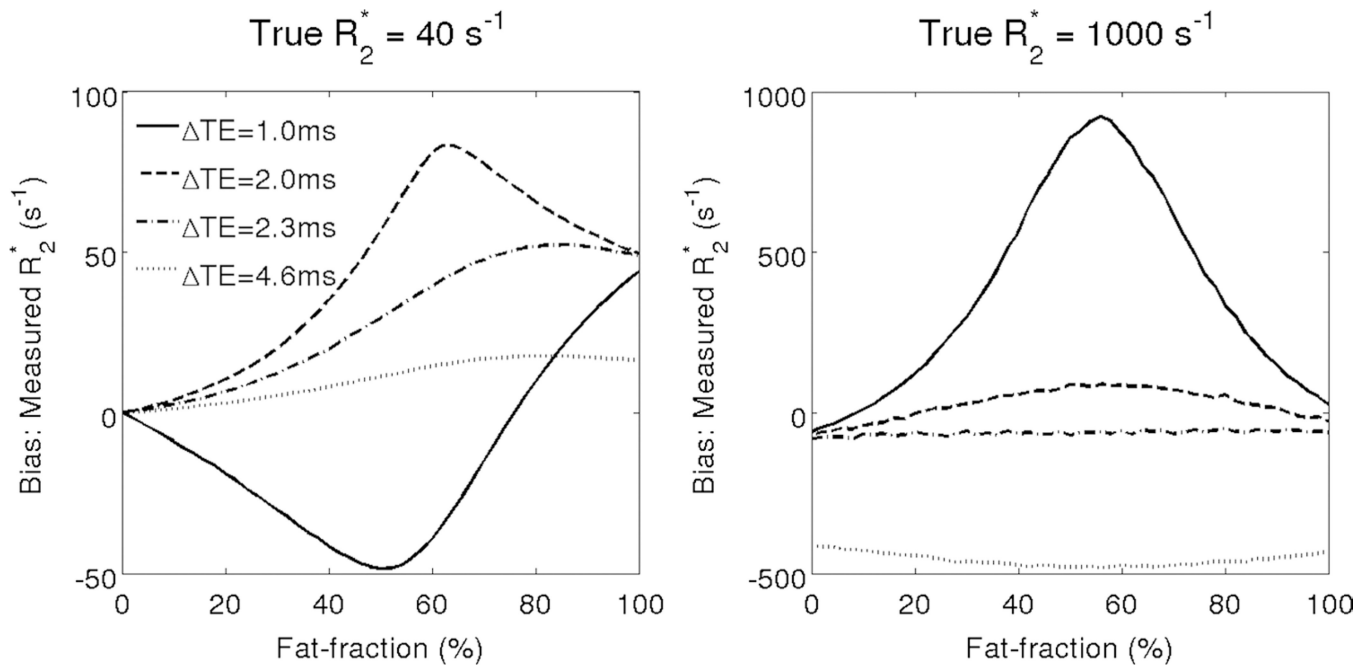 True R₂* = 40 s⁻¹
Bias: Measured R₂* (s⁻¹)
100
50
0
-50
ΔTE=1.0ms
ΔTE=2.0ms
ΔTE=2.3ms
ΔTE=4.6ms
0 20 40 60 80 100
Fat-fraction (%)
True R₂* = 1000 s⁻¹
Bias: Measured R₂* (s⁻¹)
1000
500
0
-500
0 20 40 60 80 100
Fat-fraction (%)